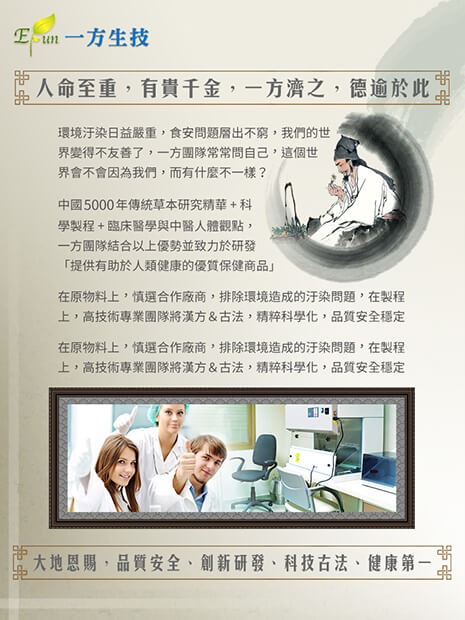 Efun 一方生技
人命至重，有貴千金，一方濟之，德逾於此
環境汙染日益嚴重，食安問題層出不窮，我們的世
界變得不友善了，一方團隊常常問自己，這個世
界會不會因為我們，而有什麼不一樣？
中國5000年傳統草本研究精華 + 科
學製程 + 臨床醫學與中醫人體觀點，
一方團隊結合以上優勢並致力於研發
「提供有助於人類健康的優質保健商品」
在原物料上，慎選合作廠商，排除環境造成的汙染問題，在製程
上，高技術專業團隊將漢方＆古法，精粹科學化，品質安全穩定
在原物料上，慎選合作廠商，排除環境造成的汙染問題，在製程
上，高技術專業團隊將漢方＆古法，精粹科學化，品質安全穩定
大地恩賜，品質安全、創新研發、科技古法、健康第一